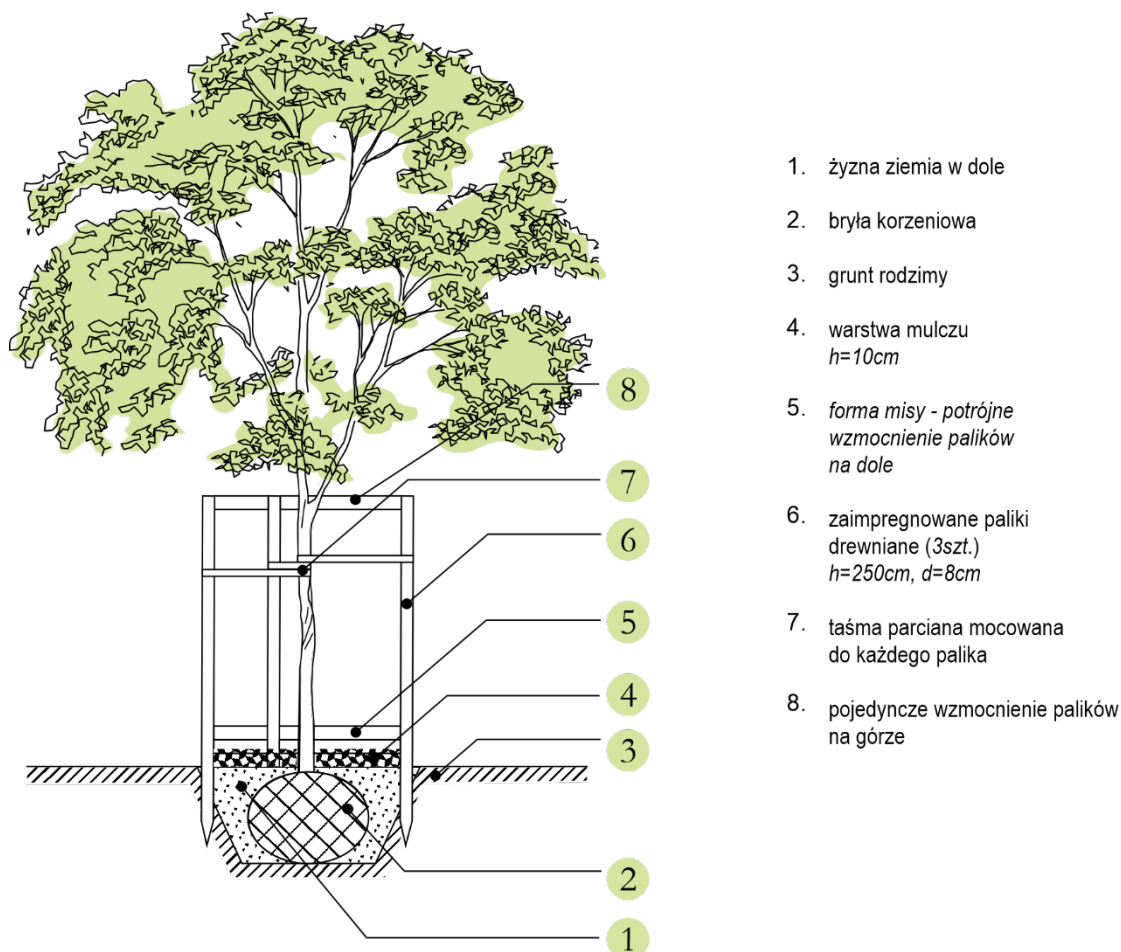 8
7
6
5
4
3
2
1
1. żyzna ziemia w dole
2. bryła korzeniowa
3. grunt rodzimy
4. warstwa mulczu
h=10cm
5. forma misy - potrójne
wzmocnienie palików
na dole
6. zaimpregnowane paliki
drewniane (3szt.)
h=250cm, d=8cm
7. taśma parciana mocowana
do każdego palika
8. pojedyncze wzmocnienie palików
na górze